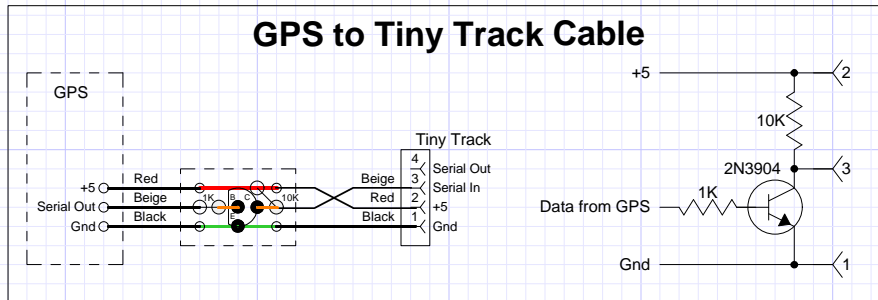 GPS to Tiny Track Cable
GPS
+5
Serial Out
Gnd
Red
Beige
Black
1K
B
C
E
10K
Beige
Red
Black
Tiny Track
4
3
2
1
Serial Out
Serial In
+5
Gnd
+5
2
10K
2N3904
3
1K
Data from GPS
Gnd
1